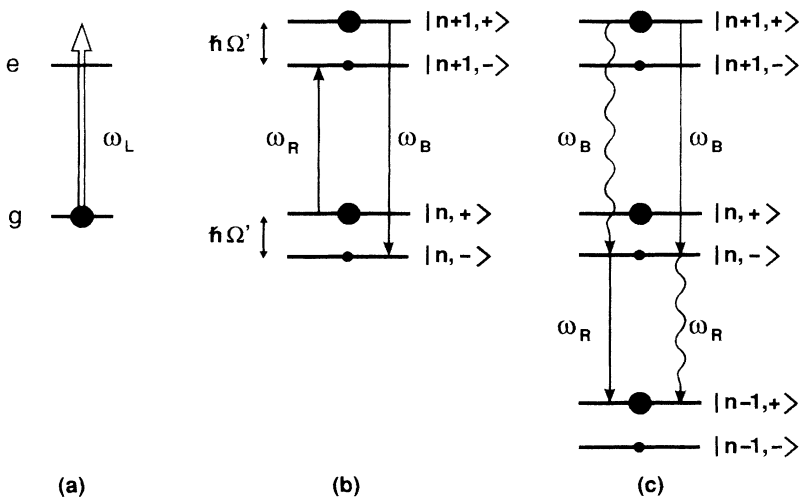 e
ω_L
g
(a)
|n+1,+>
ℏΩ'
|n+1,->
ω_R
ω_B
|n,+>
ℏΩ'
|n,->
(b)
|n+1,+>
|n+1,->
ω_B
ω_B
|n,+>
|n,->
ω_R
ω_R
|n-1,+>
|n-1,->
(c)